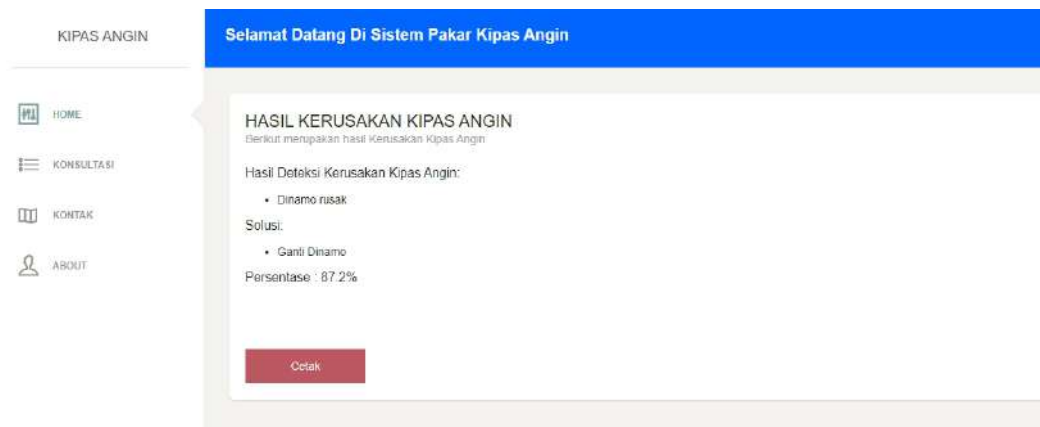 KIPAS ANGIN
Selamat Datang Di Sistem Pakar Kipas Angin
HOME
KONSULTASI
KONTAK
ABOUT
HASIL KERUSAKAN KIPAS ANGIN
Berikut merupakan hasil Kerusakan Kipas Angin
Hasil Deteksi Kerusakan Kipas Angin:
• Dinamo rusak
Solusi:
• Ganti Dinamo
Persentase : 87.2%
Cetak